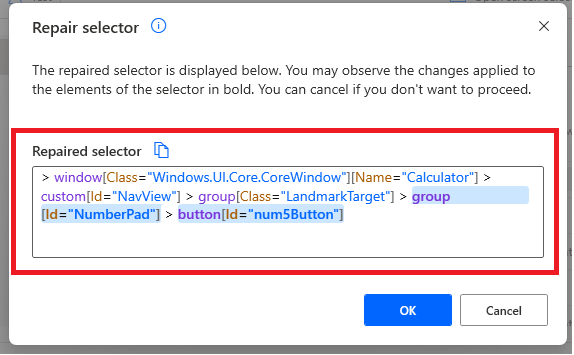 Repair selector
The repaired selector is displayed below. You may observe the changes applied to
the elements of the selector in bold. You can cancel if you don't want to proceed.
Repaired selector
> window[Class="Windows.UI.Core.CoreWindow"][Name="Calculator"] >
custom[Id="NavView"] > group[Class="LandmarkTarget"] > group
[Id="NumberPad"] > button[Id="num5Button"]
OK
Cancel